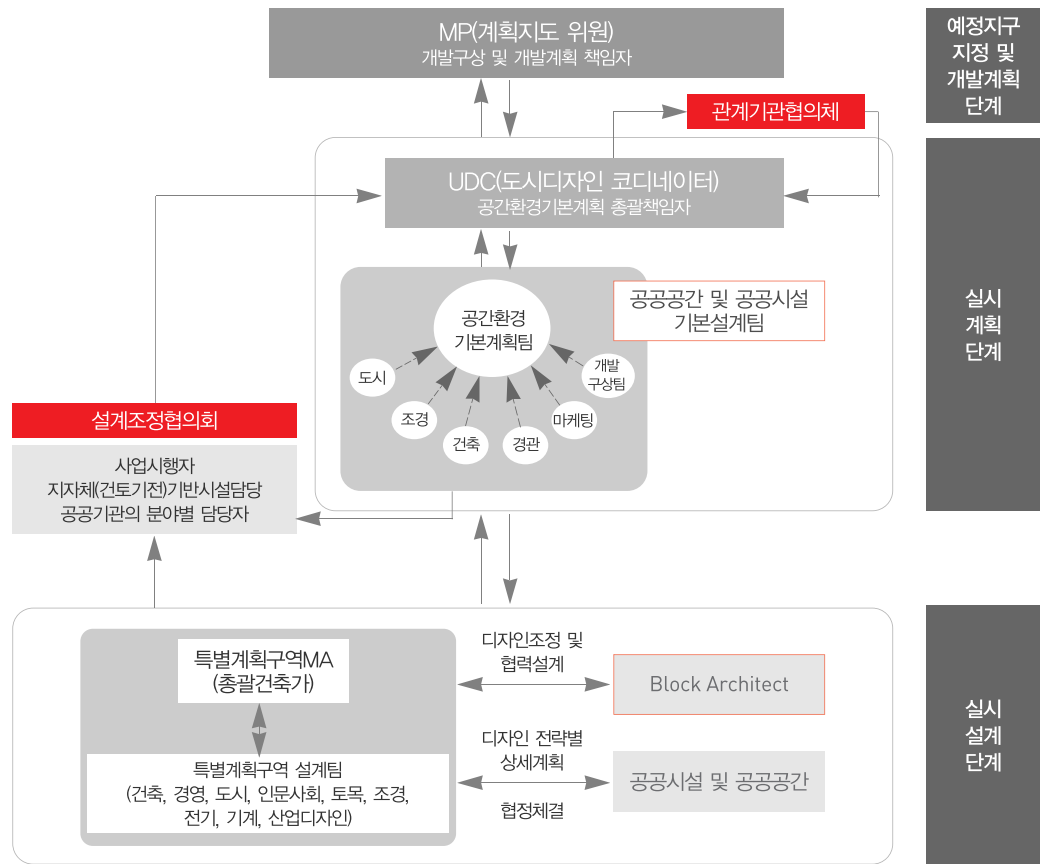 MP(계획지도 위원)
개발구상 및 개발계획 책임자
예정지구
지정 및
개발계획
단계
관계기관협의체
UDC(도시디자인 코디네이터)
공간환경기본계획 총괄책임자
공간환경
기본계획팀
공공공간 및 공공시설
기본설계팀
도시
조경
건축
경관
마케팅
개발
구상팀
실시
계획
단계
설계조정협의회
사업시행자
지자체(건토기전)기반시설담당
공공기관의 분야별 담당자
특별계획구역MA
(총괄건축가)
디자인조정 및
협력설계
Block Architect
특별계획구역 설계팀
(건축, 경영, 도시, 인문사회, 토목, 조경,
전기, 기계, 산업디자인)
디자인 전략별
상세계획
협정체결
공공시설 및 공공공간
실시
설계
단계